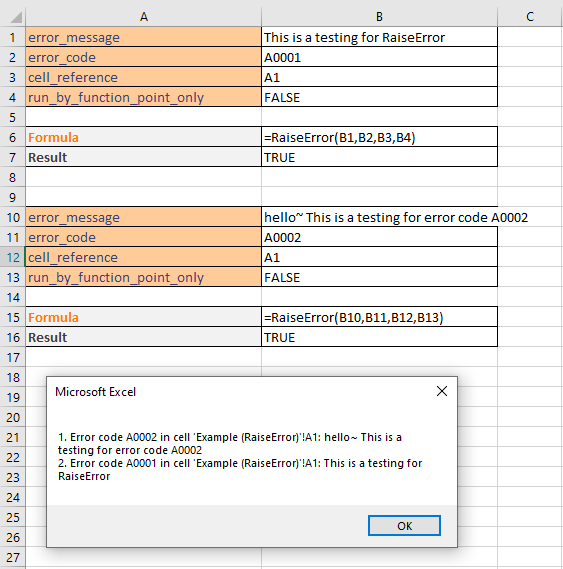 A B C
1 error_message This is a testing for RaiseError
2 error_code A0001
3 cell_reference A1
4 run_by_function_point_only FALSE
5
6 Formula =RaiseError(B1,B2,B3,B4)
7 Result TRUE
8
9
10 error_message hello~ This is a testing for error code A0002
11 error_code A0002
12 cell_reference A1
13 run_by_function_point_only FALSE
14
15 Formula =RaiseError(B10,B11,B12,B13)
16 Result TRUE
17
18
19
20
21
22
23
24
25
26
27
Microsoft Excel
1. Error code A0002 in cell 'Example (RaiseError)'!A1: hello~ This is a
testing for error code A0002
2. Error code A0001 in cell 'Example (RaiseError)'!A1: This is a testing for
RaiseError
OK